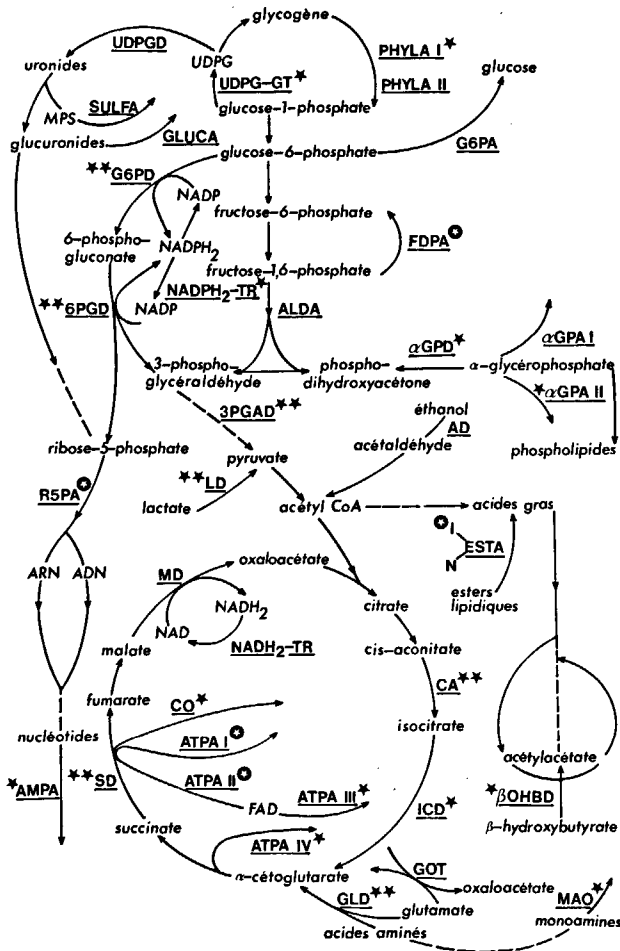 glycogène
UDPGD
PHYLA I★
uronides
UDPG
glucose
UDPG-GT★
PHYLA II
SULFA
MPS
glucose-1-phosphate
glucuronides
GLUCA
G6PA
glucose-6-phosphate
★★G6PD
NADP
fructose-6-phosphate
6-phospho-
gluconate
NADPH2
FDPA✪
fructose-1,6-phosphate
NADPH2-TR★
★★6PGD
NADP
ALDA
αGPA I
αGPD★
3-phospho-
glycéraldéhyde
phospho-
dihydroxyacétone
α-glycérophosphate
★αGPA II
3PGAD★★
éthanol
AD
ribose-5-phosphate
acétaldéhyde
phospholipides
pyruvate
★★LD
R5PA✪
lactate
acétyl CoA
acides gras
✪I
ESTA
N
oxaloacétate
ARN
ADN
MD
esters
lipidiques
NADH2
citrate
NAD
malate
NADH2-TR
cis-aconitate
CA★★
fumarate
CO★
isocitrate
nucléotides
ATPA I✪
acétylacétate
★★SD
ATPA II✪
★AMPA
ATPA III★
★βOHBD
FAD
ICD★
succinate
β-hydroxybutyrate
ATPA IV★
GOT
α-cétoglutarate
oxaloacétate
MAO★
GLD★★
glutamate
monoamines
acides aminés